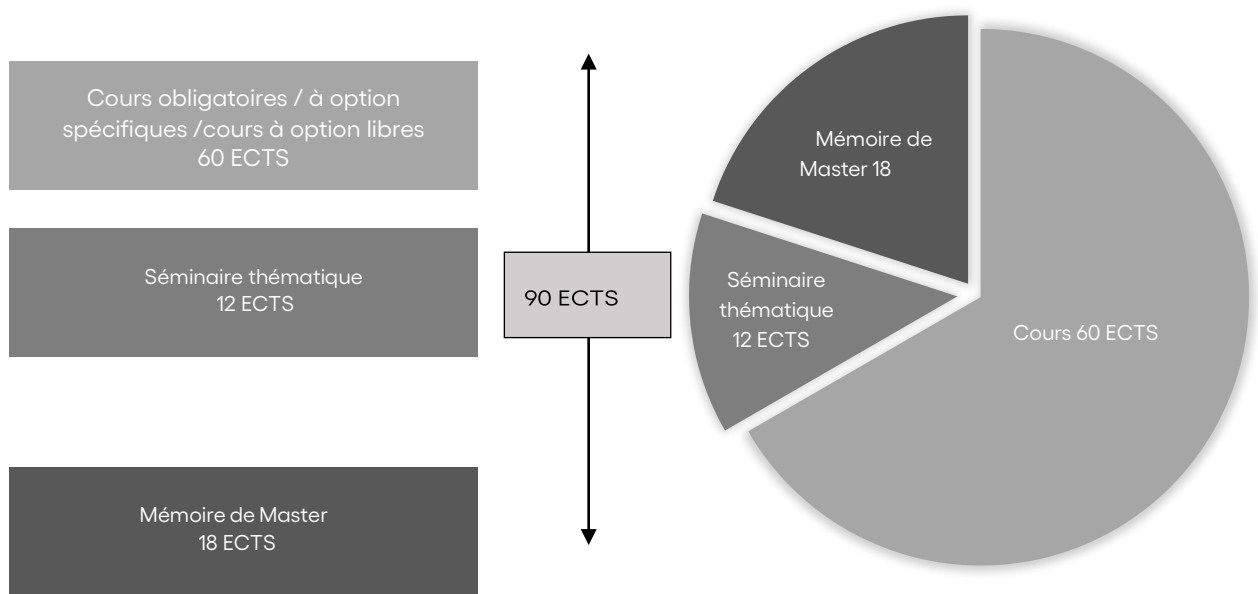 Cours obligatoires / à option
spécifiques /cours à option libres
60 ECTS
Séminaire thématique
12 ECTS
Mémoire de Master
18 ECTS
90 ECTS
Mémoire de
Master 18
Séminaire
thématique
12 ECTS
Cours 60 ECTS